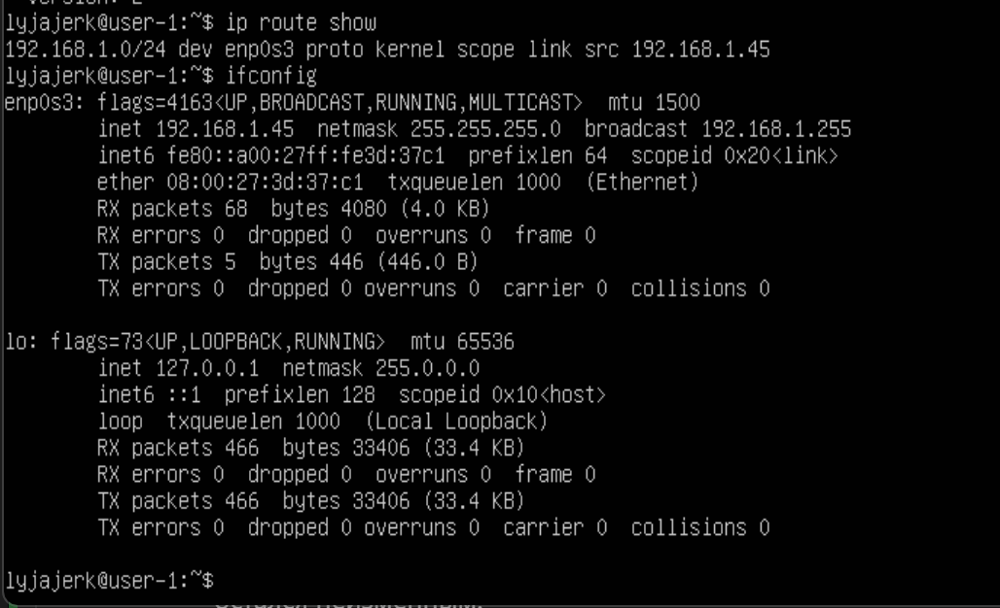 version: 2
lyjajerk@user-1:~$ ip route show
192.168.1.0/24 dev enp0s3 proto kernel scope link src 192.168.1.45
lyjajerk@user-1:~$ ifconfig
enp0s3: flags=4163<UP,BROADCAST,RUNNING,MULTICAST>  mtu 1500
        inet 192.168.1.45  netmask 255.255.255.0  broadcast 192.168.1.255
        inet6 fe80::a00:27ff:fe3d:37c1  prefixlen 64  scopeid 0x20<link>
        ether 08:00:27:3d:37:c1  txqueuelen 1000  (Ethernet)
        RX packets 68  bytes 4080 (4.0 KB)
        RX errors 0  dropped 0  overruns 0  frame 0
        TX packets 5  bytes 446 (446.0 B)
        TX errors 0  dropped 0 overruns 0  carrier 0  collisions 0

lo: flags=73<UP,LOOPBACK,RUNNING>  mtu 65536
        inet 127.0.0.1  netmask 255.0.0.0
        inet6 ::1  prefixlen 128  scopeid 0x10<host>
        loop  txqueuelen 1000  (Local Loopback)
        RX packets 466  bytes 33406 (33.4 KB)
        RX errors 0  dropped 0  overruns 0  frame 0
        TX packets 466  bytes 33406 (33.4 KB)
        TX errors 0  dropped 0 overruns 0  carrier 0  collisions 0

lyjajerk@user-1:~$